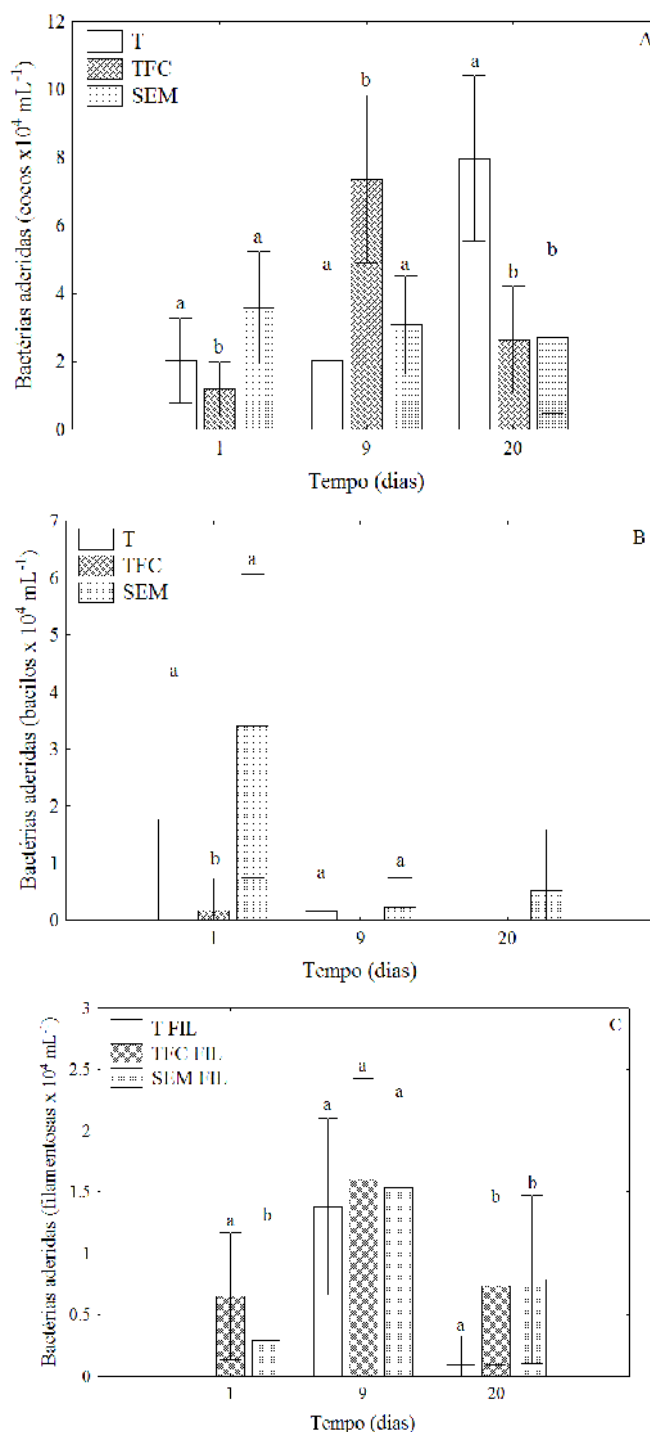 A
T
TFC
SEM
12
10
8
6
4
2
0
a
b
a
a
b
a
a
b
b
1
9
20
Tempo (dias)
Bactérias aderidas (cocos x10⁴ mL⁻¹)
B
T
TFC
SEM
7
6
5
4
3
2
1
0
a
b
a
a
a
1
9
20
Tempo (dias)
Bactérias aderidas (bacilos x 10⁴ mL⁻¹)
C
T FIL
TFC FIL
SEM FIL
3
2.5
2
1.5
1
0.5
0
a
b
a
a
a
a
b
b
1
9
20
Tempo (dias)
Bactérias aderidas (filamentosas x 10⁴ mL⁻¹)